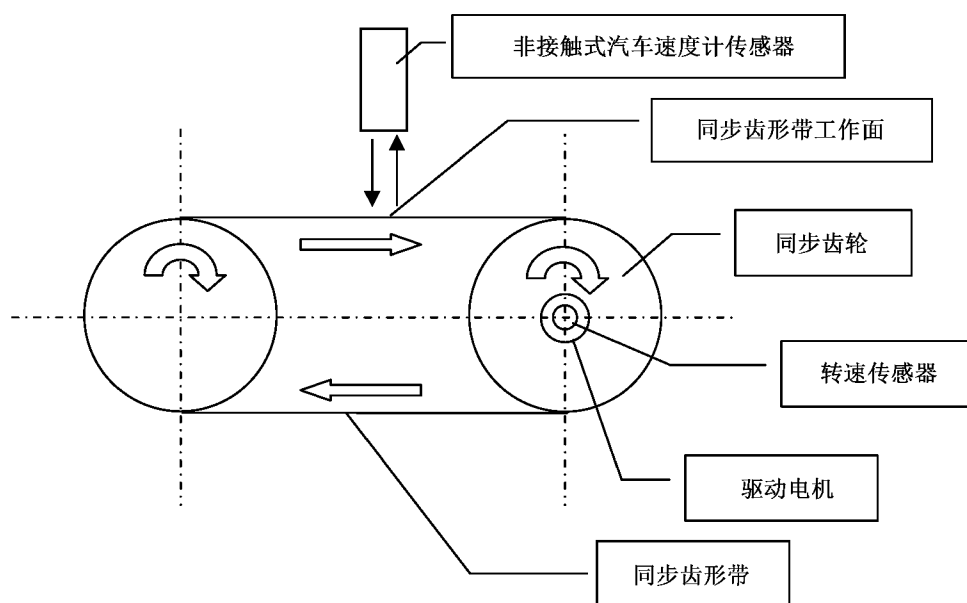 非接触式汽车速度计传感器
同步齿形带工作面
同步齿轮
转速传感器
驱动电机
同步齿形带